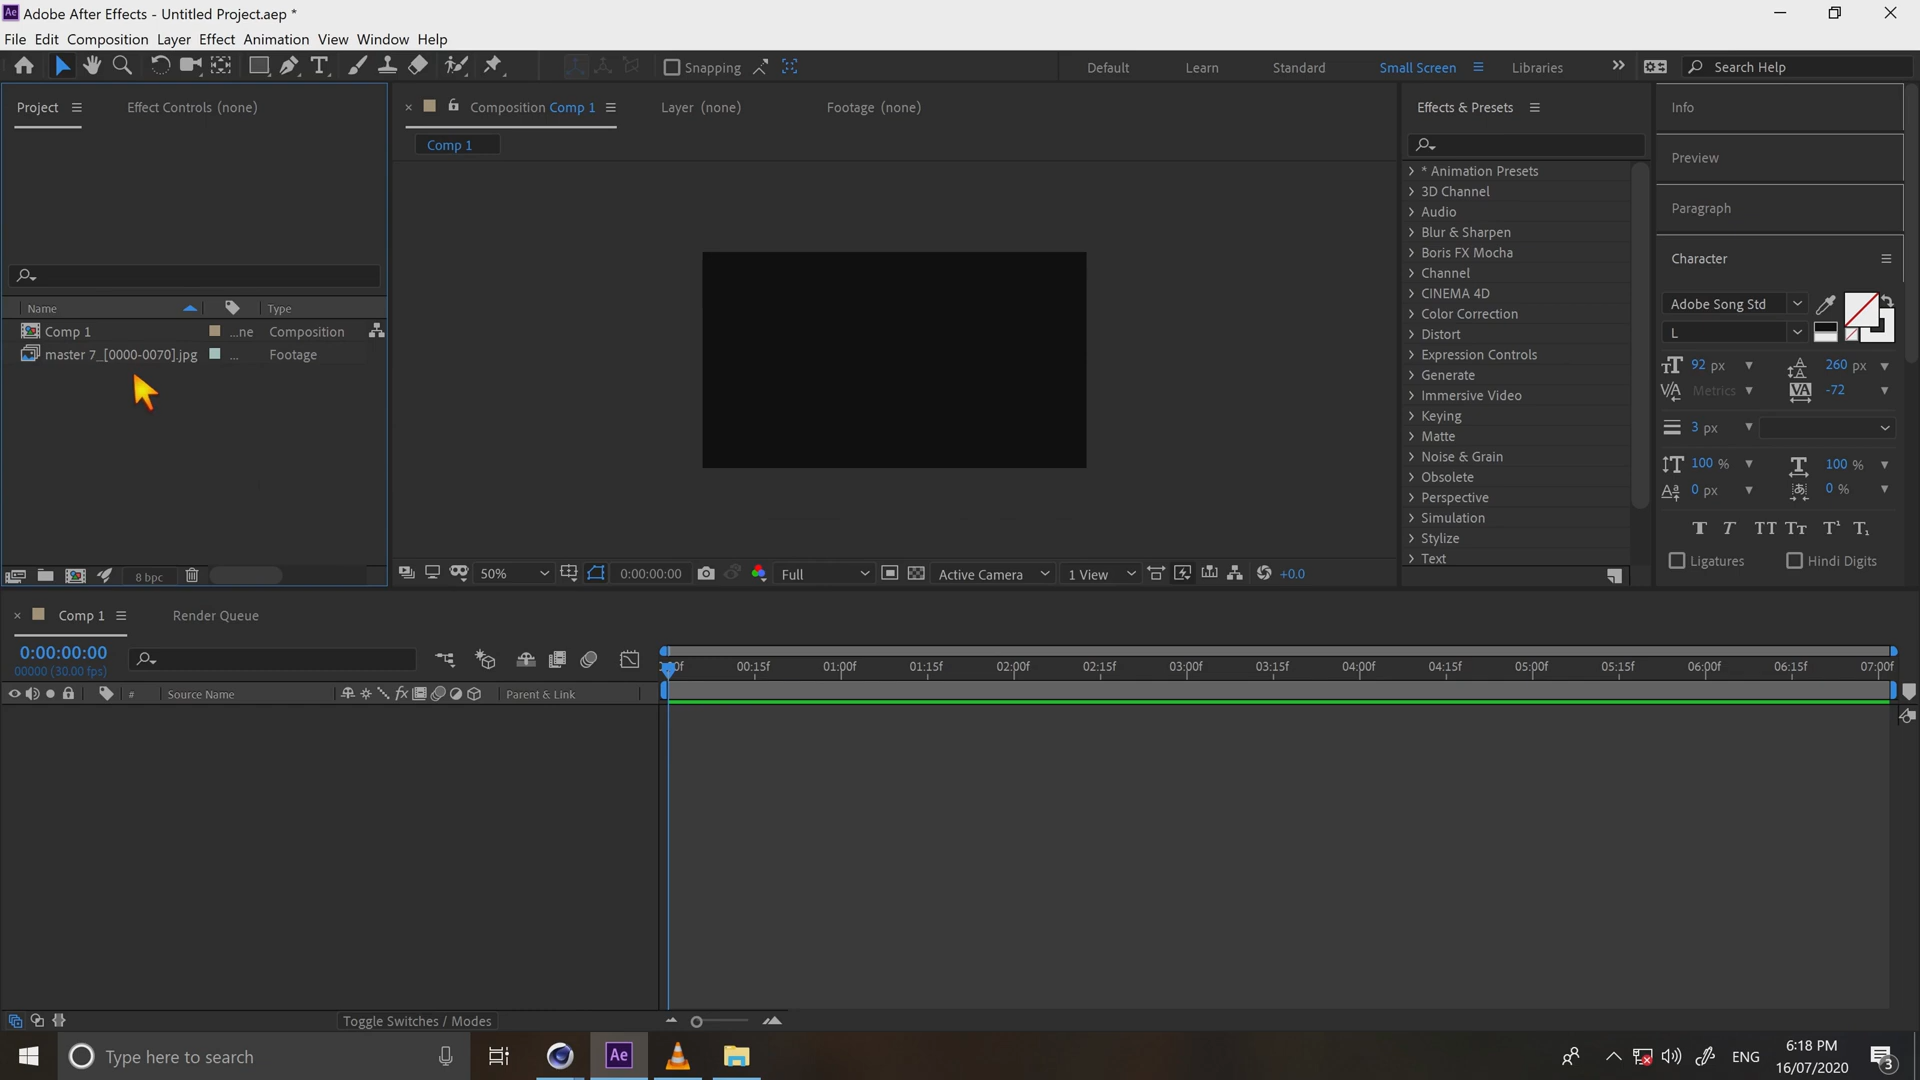 Adobe After Effects - Untitled Project.aep *
File Edit Composition Layer Effect Animation View Window Help
Snapping
Default Learn Standard Small Screen Libraries
Search Help
Project
Effect Controls (none)
Composition Comp 1
Layer (none)
Footage (none)
Comp 1
Name Type
Comp 1 ...ne Composition
master 7_[0000-0070].jpg ... Footage
8 bpc
50%
0:00:00:00
Full
Active Camera
1 View
+0.0
Effects & Presets
* Animation Presets
3D Channel
Audio
Blur & Sharpen
Boris FX Mocha
Channel
CINEMA 4D
Color Correction
Distort
Expression Controls
Generate
Immersive Video
Keying
Matte
Noise & Grain
Obsolete
Perspective
Simulation
Stylize
Text
Info
Preview
Paragraph
Character
Adobe Song Std
L
92 px 260 px
Metrics -72
3 px
100 % 100 %
0 px 0 %
Ligatures Hindi Digits
Comp 1
Render Queue
0:00:00:00
00000 (30.00 fps)
# Source Name
Parent & Link
00:15f 01:00f 01:15f 02:00f 02:15f 03:00f 03:15f 04:00f 04:15f 05:00f 05:15f 06:00f 06:15f 07:00f
Toggle Switches / Modes
Type here to search
Ae
ENG
6:18 PM
16/07/2020
3